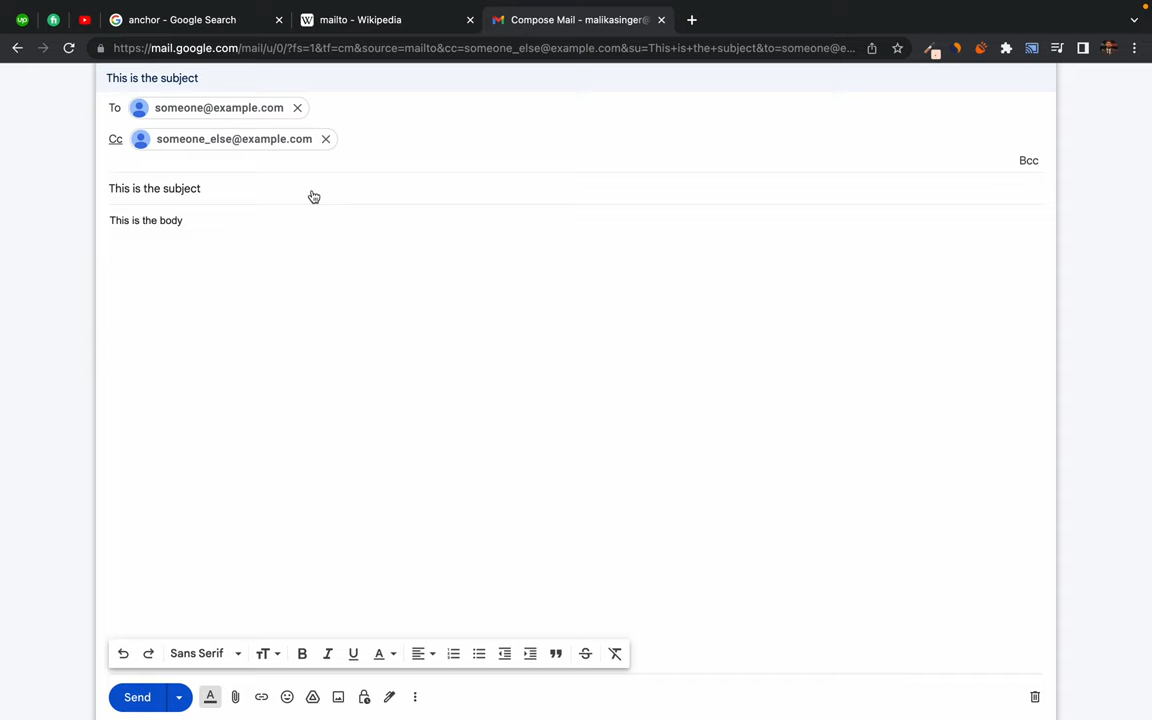 up fi anchor - Google Search W mailto - Wikipedia Compose Mail - malikasinger@
https://mail.google.com/mail/u/0/?fs=1&tf=cm&source=mailto&cc=someone_else@example.com&su=This+is+the+subject&to=someone@e...
This is the subject
To someone@example.com
Cc someone_else@example.com
Bcc
This is the subject
This is the body
Sans Serif
Send